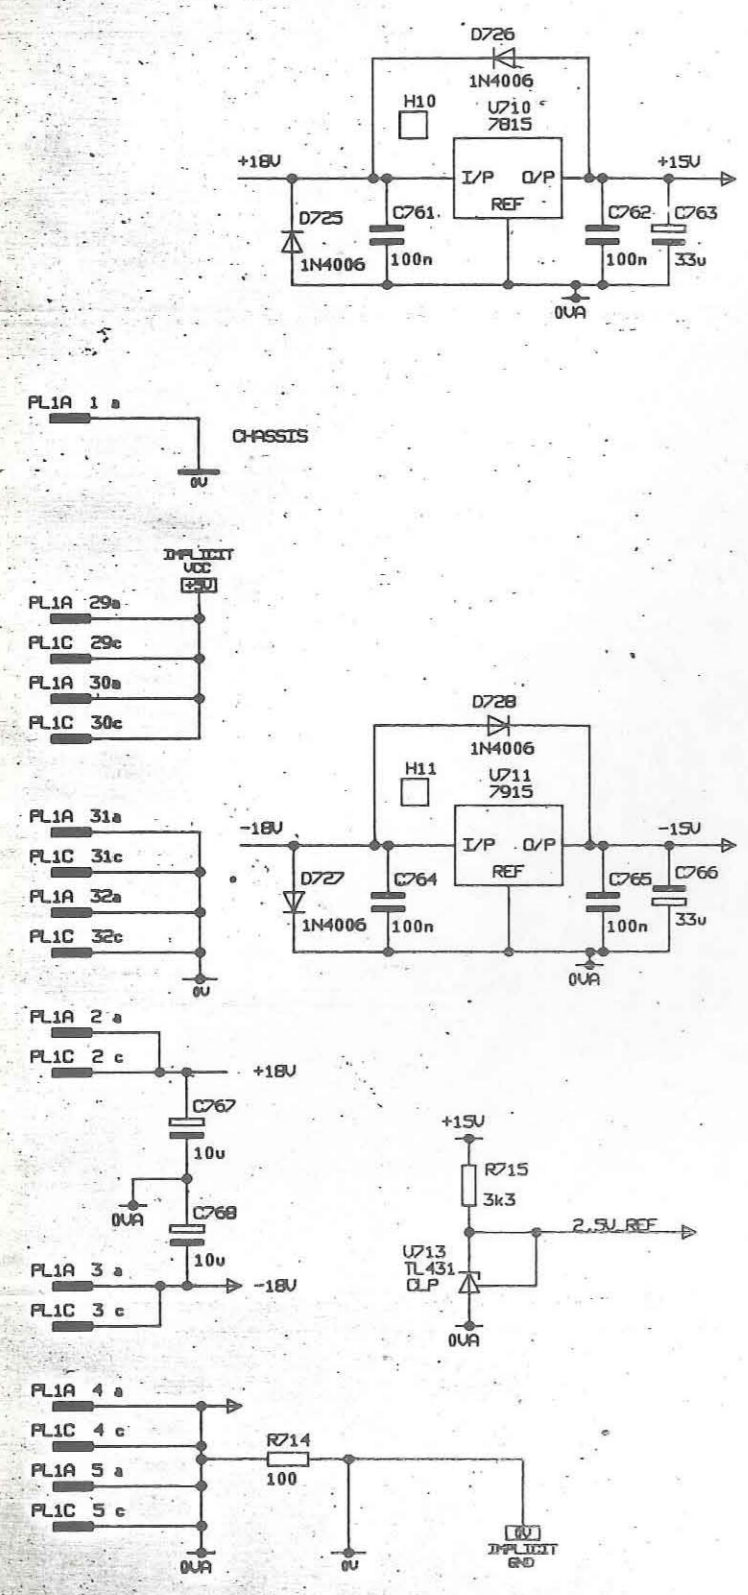 D726
1N4006
H10
U710
7815
+18V
I/P O/P
REF
+15V
D725
1N4006
C761
100n
C762
100n
C763
33u
0VA
PL1A 1 a
CHASSIS
0V
IMPLICIT
VCC
+5V
PL1A 29a
PL1C 29c
PL1A 30a
PL1C 30c
D728
1N4006
H11
U711
7915
-18V
I/P O/P
REF
-15V
D727
1N4006
C764
100n
C765
100n
C766
33u
0VA
PL1A 31a
PL1C 31c
PL1A 32a
PL1C 32c
0V
PL1A 2 a
PL1C 2 c
+18V
C767
10u
0VA
C768
10u
PL1A 3 a
-18V
PL1C 3 c
+15V
R715
3k3
2.5V_REF
U713
TL431
CLP
0VA
PL1A 4 a
PL1C 4 c
PL1A 5 a
PL1C 5 c
R714
100
0VA
0V
0V
IMPLICIT
GND